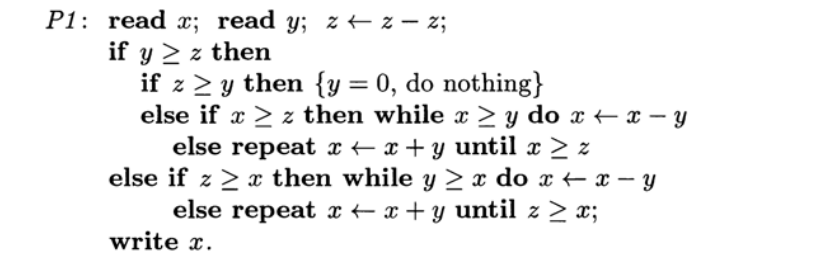 P1: read x; read y; z ← z − z;
if y ≥ z then
if z ≥ y then {y = 0, do nothing}
else if x ≥ z then while x ≥ y do x ← x − y
else repeat x ← x + y until x ≥ z
else if z ≥ x then while y ≥ x do x ← x − y
else repeat x ← x + y until z ≥ x;
write x.